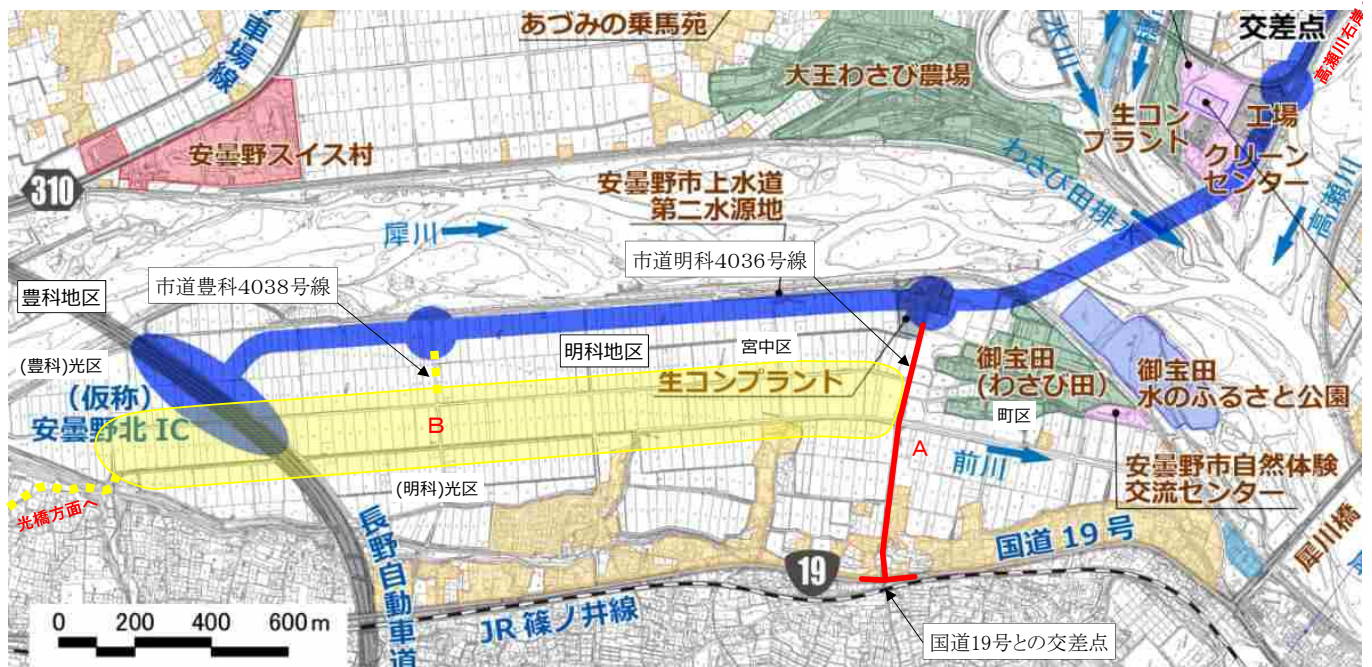 あづみの乗馬苑
車場線
交差点
高瀬川右岸
大王わさび農場
水川
生コン
プラント
工場
クリーン
センター
安曇野スイス村
310
安曇野市上水道
第二水源地
わさび田排水
高瀬川
犀川
市道豊科4038号線
市道明科4036号線
豊科地区
(豊科)光区
明科地区
宮中区
生コンプラント
御宝田
(わさび田)
御宝田
水のふるさと公園
(仮称)
安曇野北 IC
B
A
町区
前川
安曇野市自然体験
交流センター
(明科)光区
光橋方面へ
長野自動車道
19
国道 19 号
犀川橋
JR 篠ノ井線
国道19号との交差点
0 200 400 600 m